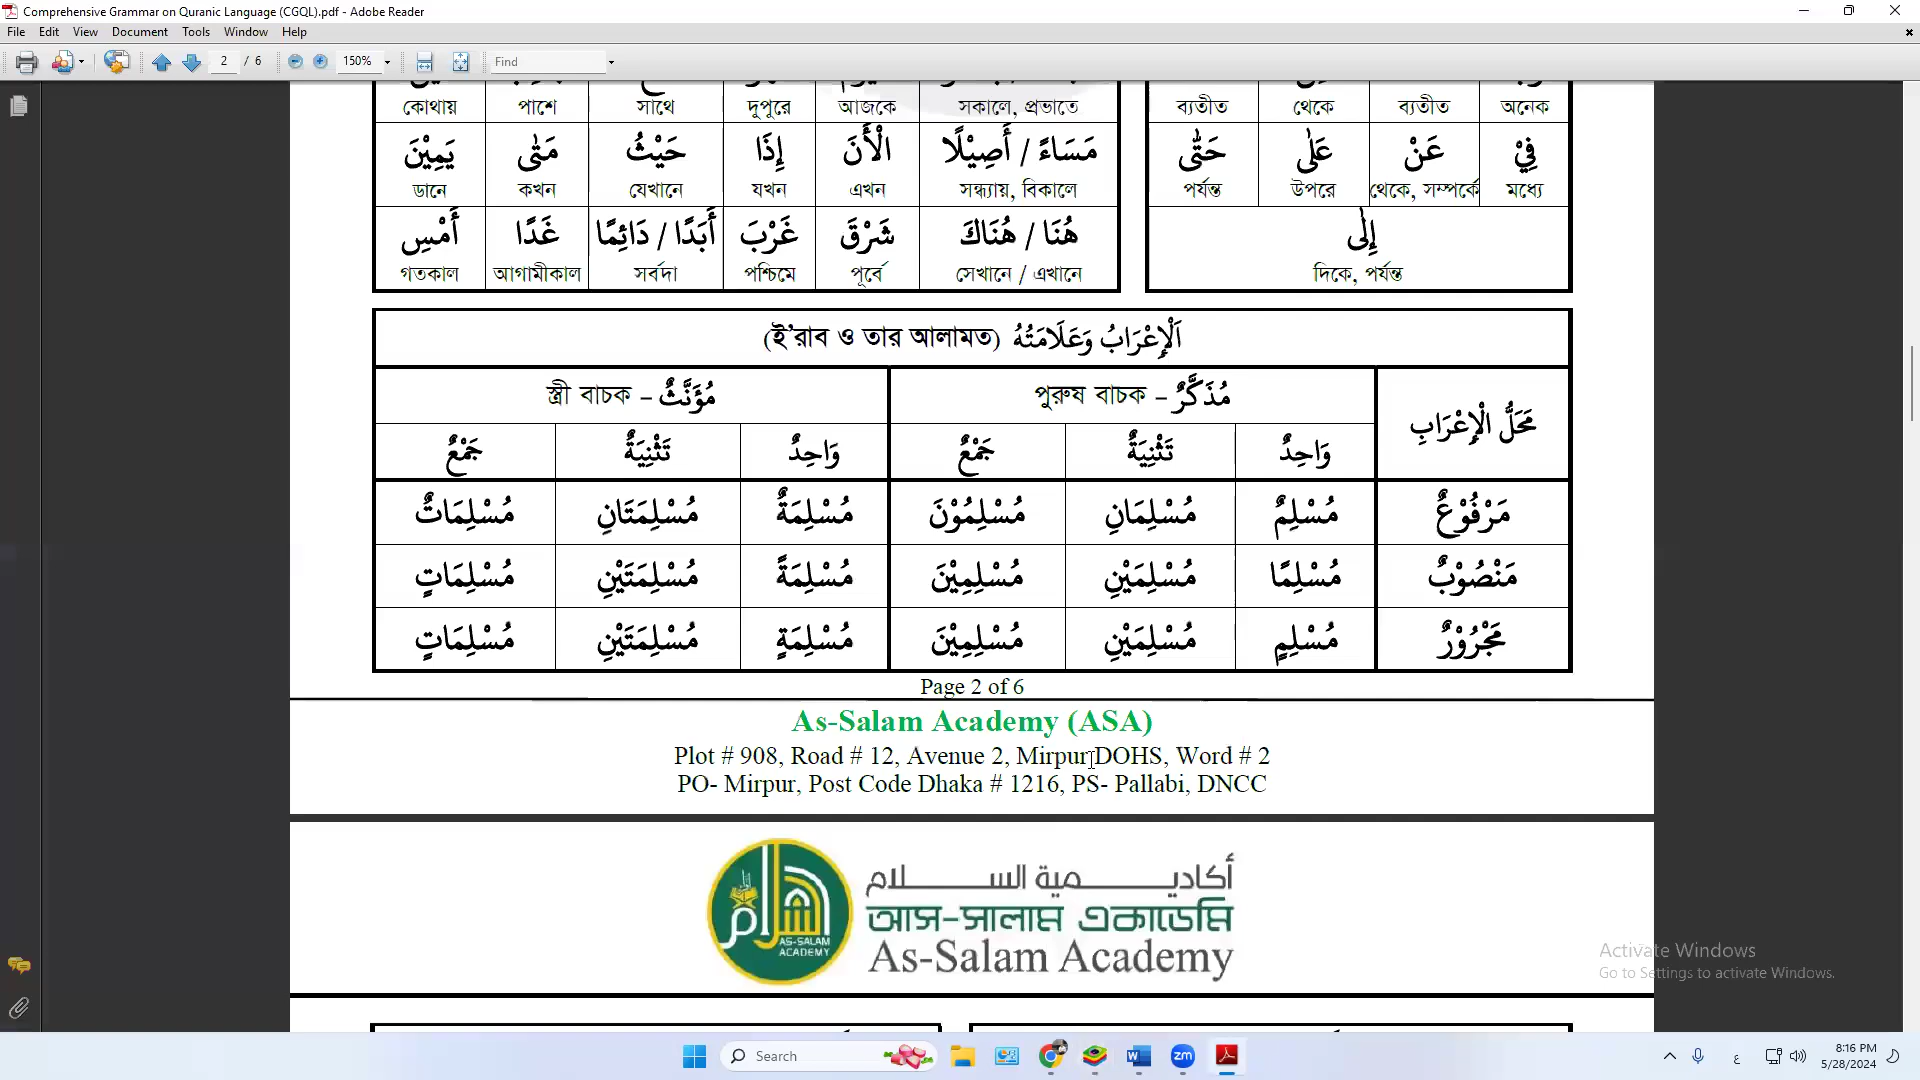 Comprehensive Grammar on Quranic Language (CGQL).pdf - Adobe Reader
File Edit View Document Tools Window Help
2 / 6 150% Find
কোথায় পাশে সাথে দুপুরে আজকে সকালে, প্রভাতে ব্যতীত থেকে ব্যতীত অনেক
يَمِيْنَ مَتٰى حَيْثُ إِذَا الْأَنَ مَسَاءً / أَصِيْلًا حَتّٰى عَلٰى عَنْ فِيْ
ডানে কখন যেখানে যখন এখন সন্ধ্যায়, বিকালে পর্যন্ত উপরে থেকে, সম্পর্কে মধ্যে
أَمْسِ غَدًا أَبَدًا / دَائِمًا غَرْبَ شَرْقَ هُنَا / هُنَاكَ إِلٰى
গতকাল আগামীকাল সর্বদা পশ্চিমে পূর্বে সেখানে / এখানে দিকে, পর্যন্ত
(ই’রাব ও তার আলামত) اَلْإِعْرَابُ وَعَلَامَتُهُ
স্ত্রী বাচক – مُؤَنَّثٌ পুরুষ বাচক – مُذَكَّرٌ مَحَلُّ الْإِعْرَابِ
جَمْعٌ تَثْنِيَةٌ وَاحِدٌ جَمْعٌ تَثْنِيَةٌ وَاحِدٌ
مُسْلِمَاتٌ مُسْلِمَتَانِ مُسْلِمَةٌ مُسْلِمُوْنَ مُسْلِمَانِ مُسْلِمٌ مَرْفُوْعٌ
مُسْلِمَاتٍ مُسْلِمَتَيْنِ مُسْلِمَةً مُسْلِمِيْنَ مُسْلِمَيْنِ مُسْلِمًا مَنْصُوْبٌ
مُسْلِمَاتٍ مُسْلِمَتَيْنِ مُسْلِمَةٍ مُسْلِمِيْنَ مُسْلِمَيْنِ مُسْلِمٍ مَجْرُوْرٌ
Page 2 of 6
As-Salam Academy (ASA)
Plot # 908, Road # 12, Avenue 2, Mirpur DOHS, Word # 2
PO- Mirpur, Post Code Dhaka # 1216, PS- Pallabi, DNCC
أكاديمية السلام
আস-সালাম একাডেমি
As-Salam Academy
السلام
AS-SALAM
ACADEMY
Activate Windows
Go to Settings to activate Windows.
Search
8:16 PM
5/28/2024